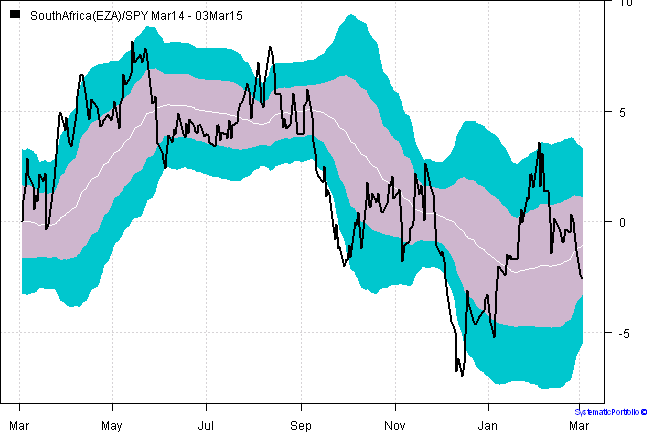 SouthAfrica(EZA)/SPY Mar14 - 03Mar15
10
5
0
-5
SystematicPortfolio ©
Mar May Jul Sep Nov Jan Mar